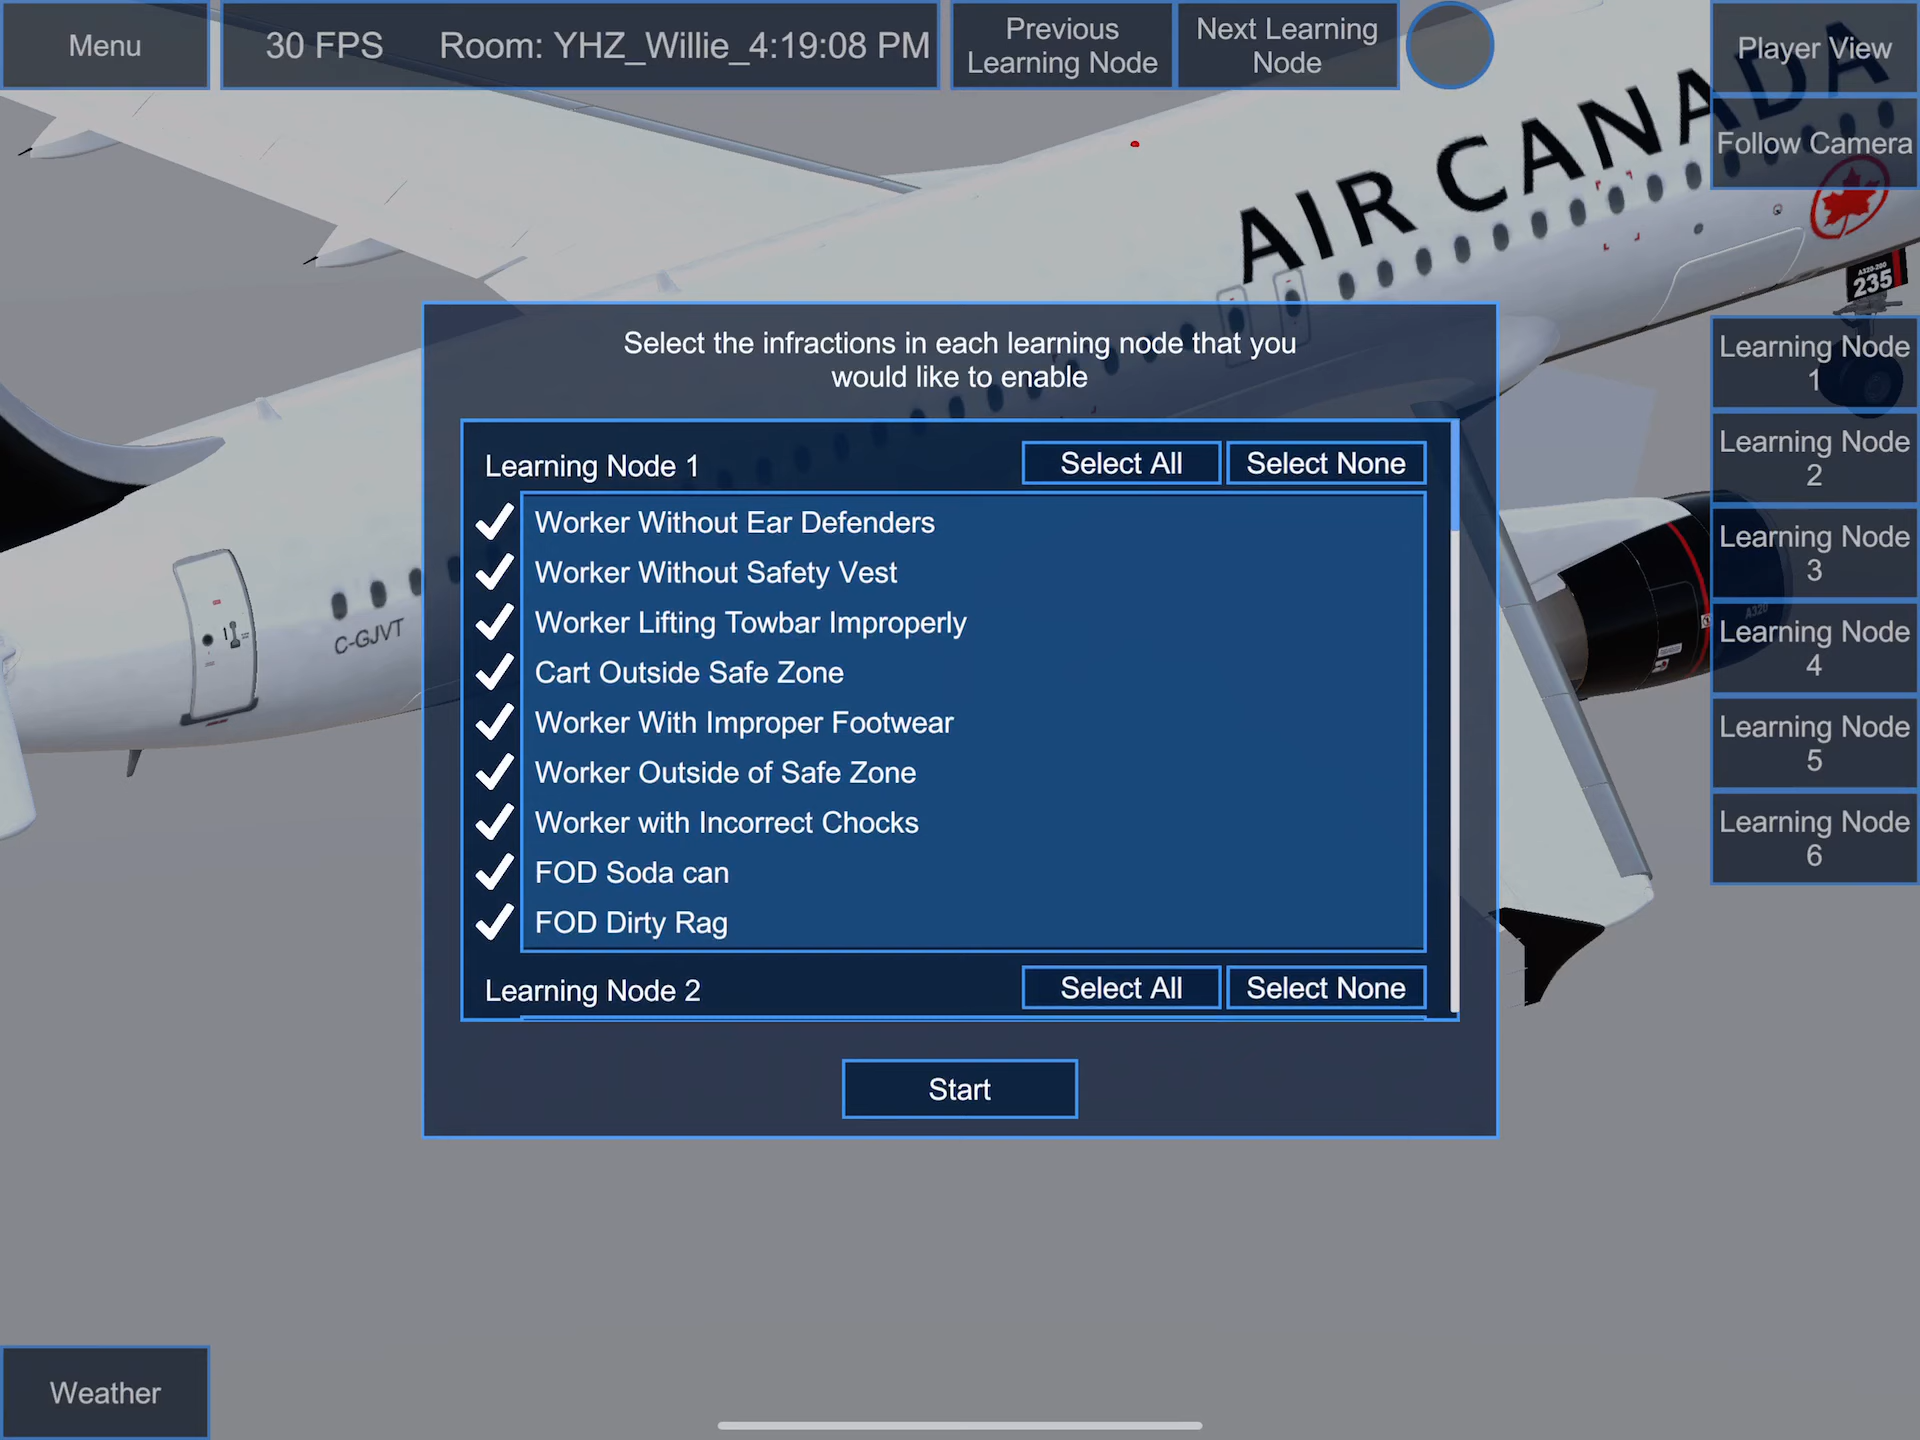 Menu
30 FPS
Room: YHZ_Willie_4:19:08 PM
Previous
Learning Node
Next Learning
Node
Player View
Follow Camera
AIR CANADA
A320-200
235
C-GJVT
A320
Select the infractions in each learning node that you
would like to enable
Learning Node 1
Select All
Select None
Worker Without Ear Defenders
Worker Without Safety Vest
Worker Lifting Towbar Improperly
Cart Outside Safe Zone
Worker With Improper Footwear
Worker Outside of Safe Zone
Worker with Incorrect Chocks
FOD Soda can
FOD Dirty Rag
Learning Node 2
Select All
Select None
Start
Learning Node
1
Learning Node
2
Learning Node
3
Learning Node
4
Learning Node
5
Learning Node
6
Weather